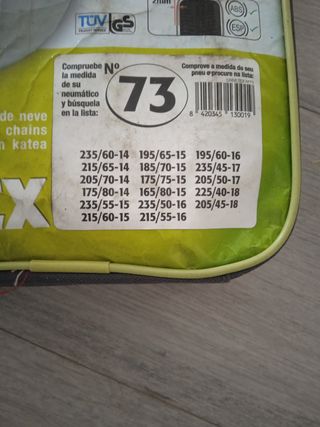 TÜV
GS
ABS
ESP
Compruebe
la medida
de su
neumático
y búsquela
en la lista:
Nº
73
Comprove a medida do seu
pneu e procure na lista:
8 420345 130019
de neve
chains
n katea
235/60-14 195/65-15 195/60-16
215/65-14 185/70-15 235/45-17
205/70-14 175/75-15 205/50-17
175/80-14 165/80-15 225/40-18
235/55-15 235/50-16 205/45-18
215/60-15 215/55-16
EX